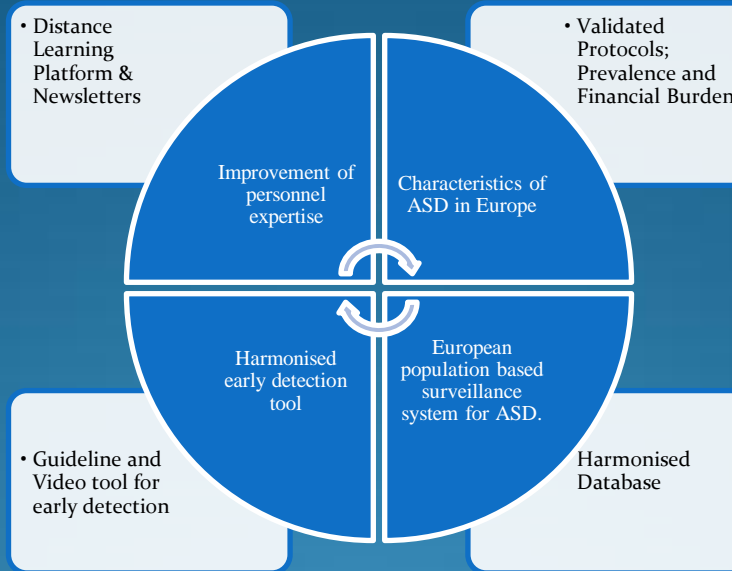 • Distance
Learning
Platform &
Newsletters
• Validated
Protocols;
Prevalence and
Financial Burden
Improvement of
personnel
expertise
Characteristics of
ASD in Europe
Harmonised
early detection
tool
European
population based
surveillance
system for ASD.
• Guideline and
Video tool for
early detection
Harmonised
Database